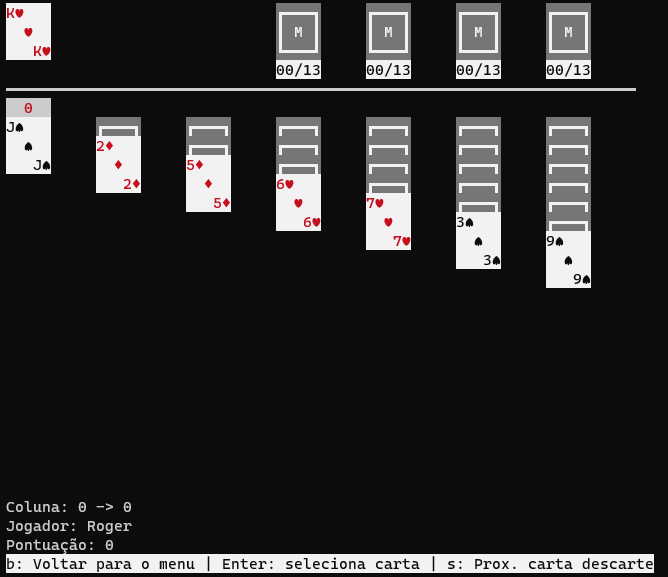 K♥
♥
K♥
M M M M
00/13 00/13 00/13 00/13
0
J♠
♠
J♠
2♦
♦
2♦
5♦
♦
5♦
6♥
♥
6♥
7♥
♥
7♥
3♠
♠
3♠
9♠
♠
9♠
Coluna: 0 -> 0
Jogador: Roger
Pontuação: 0
b: Voltar para o menu | Enter: seleciona carta | s: Prox. carta descarte